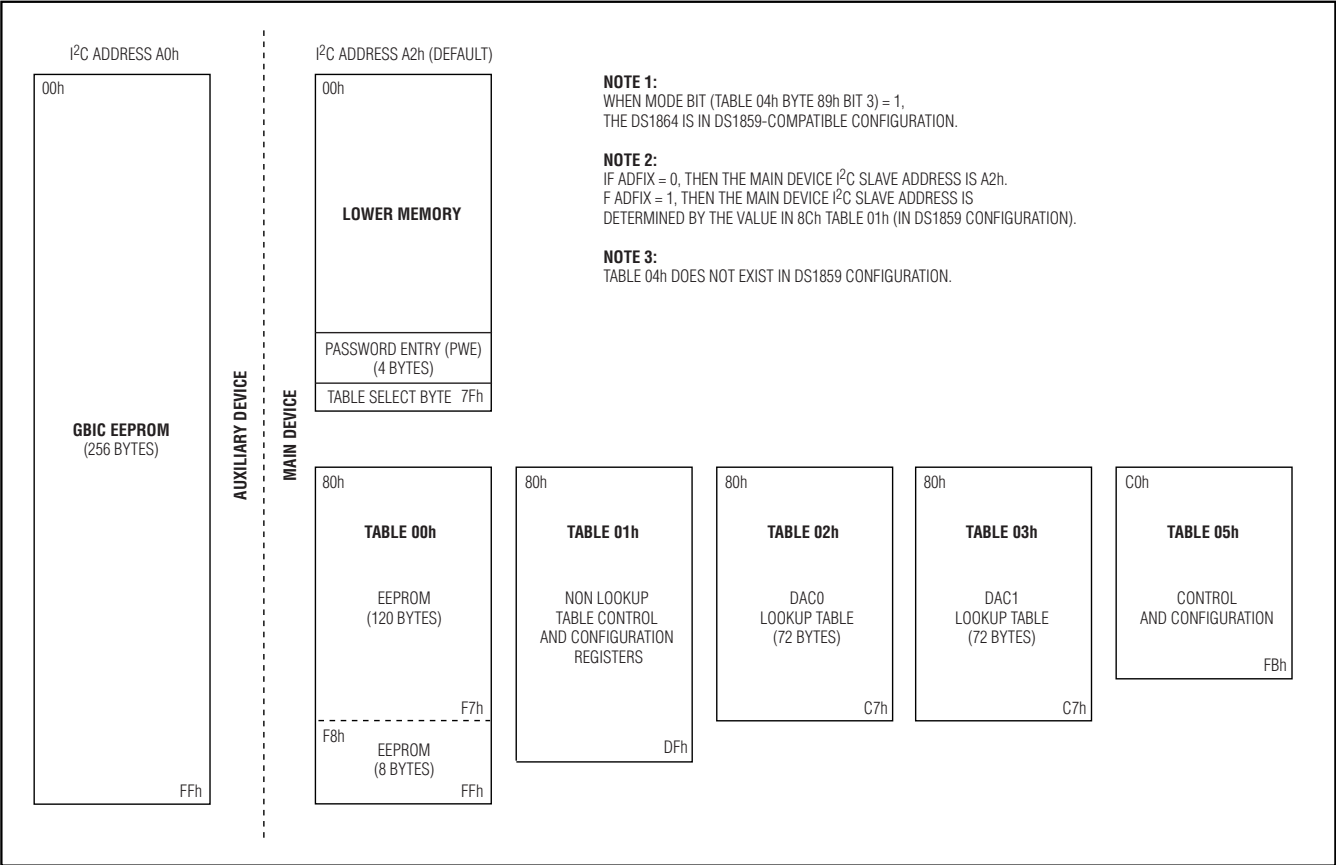 I2C ADDRESS A0h
00h
GBIC EEPROM
(256 BYTES)
FFh
AUXILIARY DEVICE
MAIN DEVICE
I2C ADDRESS A2h (DEFAULT)
00h
LOWER MEMORY
PASSWORD ENTRY (PWE)
(4 BYTES)
TABLE SELECT BYTE 7Fh
NOTE 1:
WHEN MODE BIT (TABLE 04h BYTE 89h BIT 3) = 1,
THE DS1864 IS IN DS1859-COMPATIBLE CONFIGURATION.
NOTE 2:
IF ADFIX = 0, THEN THE MAIN DEVICE I2C SLAVE ADDRESS IS A2h.
F ADFIX = 1, THEN THE MAIN DEVICE I2C SLAVE ADDRESS IS
DETERMINED BY THE VALUE IN 8Ch TABLE 01h (IN DS1859 CONFIGURATION).
NOTE 3:
TABLE 04h DOES NOT EXIST IN DS1859 CONFIGURATION.
80h
TABLE 00h
EEPROM
(120 BYTES)
F7h
F8h
EEPROM
(8 BYTES)
FFh
80h
TABLE 01h
NON LOOKUP
TABLE CONTROL
AND CONFIGURATION
REGISTERS
DFh
80h
TABLE 02h
DAC0
LOOKUP TABLE
(72 BYTES)
C7h
80h
TABLE 03h
DAC1
LOOKUP TABLE
(72 BYTES)
C7h
C0h
TABLE 05h
CONTROL
AND CONFIGURATION
FBh